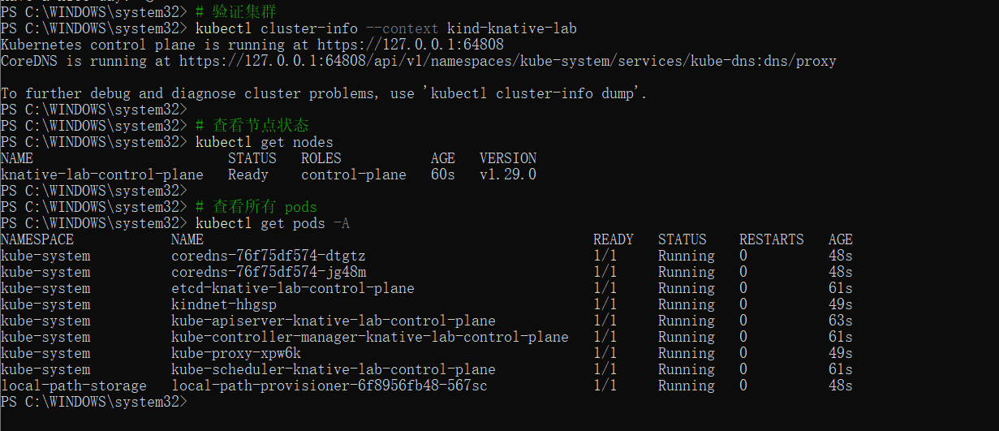 PS C:\WINDOWS\system32> # 验证集群
PS C:\WINDOWS\system32> kubectl cluster-info --context kind-knative-lab
Kubernetes control plane is running at https://127.0.0.1:64808
CoreDNS is running at https://127.0.0.1:64808/api/v1/namespaces/kube-system/services/kube-dns:dns/proxy
To further debug and diagnose cluster problems, use 'kubectl cluster-info dump'.
PS C:\WINDOWS\system32>
PS C:\WINDOWS\system32> # 查看节点状态
PS C:\WINDOWS\system32> kubectl get nodes
NAME STATUS ROLES AGE VERSION
knative-lab-control-plane Ready control-plane 60s v1.29.0
PS C:\WINDOWS\system32>
PS C:\WINDOWS\system32> # 查看所有 pods
PS C:\WINDOWS\system32> kubectl get pods -A
NAMESPACE NAME READY STATUS RESTARTS AGE
kube-system coredns-76f75df574-dtgtz 1/1 Running 0 48s
kube-system coredns-76f75df574-jg48m 1/1 Running 0 48s
kube-system etcd-knative-lab-control-plane 1/1 Running 0 61s
kube-system kindnet-hhgsp 1/1 Running 0 49s
kube-system kube-apiserver-knative-lab-control-plane 1/1 Running 0 63s
kube-system kube-controller-manager-knative-lab-control-plane 1/1 Running 0 61s
kube-system kube-proxy-xpw6k 1/1 Running 0 49s
kube-system kube-scheduler-knative-lab-control-plane 1/1 Running 0 61s
local-path-storage local-path-provisioner-6f8956fb48-567sc 1/1 Running 0 48s
PS C:\WINDOWS\system32>